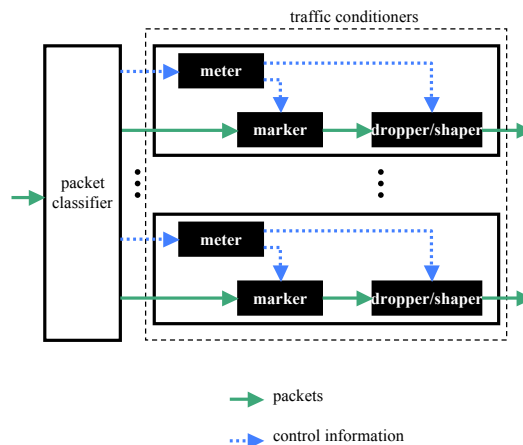 traffic conditioners
meter
marker
dropper/shaper
packet
classifier
meter
marker
dropper/shaper
packets
control information